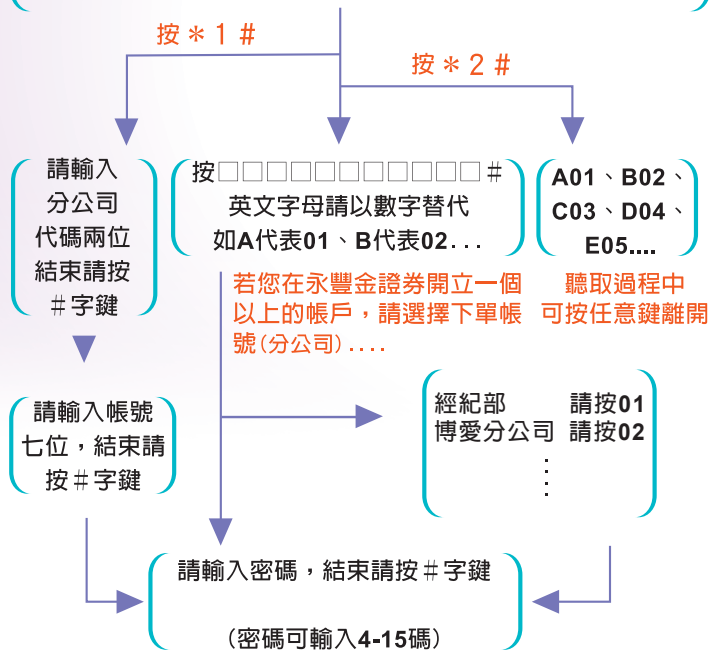 按＊1＃
按＊2＃
請輸入
分公司
代碼兩位
結束請按
＃字鍵
按□□□□□□□□□□□＃
英文字母請以數字替代
如A代表01、B代表02...
A01、B02、
C03、D04、
E05....
若您在永豐金證券開立一個
以上的帳戶，請選擇下單帳
號(分公司)....
聽取過程中
可按任意鍵離開
請輸入帳號
七位，結束請
按＃字鍵
經紀部 請按01
博愛分公司 請按02
⋮
請輸入密碼，結束請按＃字鍵
（密碼可輸入4-15碼）